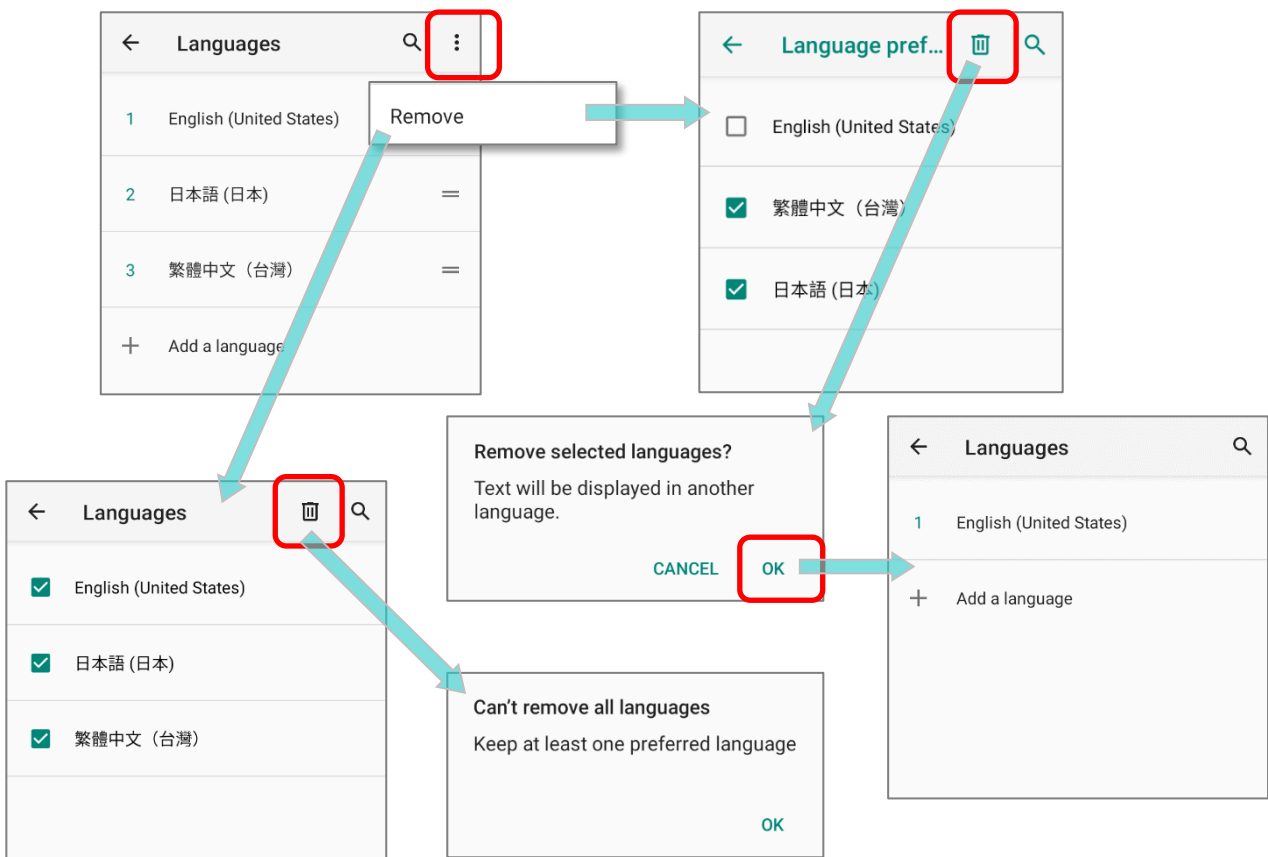 Languages
1 English (United States)
Remove
2 日本語 (日本)
3 繁體中文（台灣）
Add a language
Language pref...
English (United States)
繁體中文（台灣）
日本語 (日本)
Languages
English (United States)
日本語 (日本)
繁體中文（台灣）
Remove selected languages?
Text will be displayed in another
language.
CANCEL OK
Languages
1 English (United States)
Add a language
Can't remove all languages
Keep at least one preferred language
OK